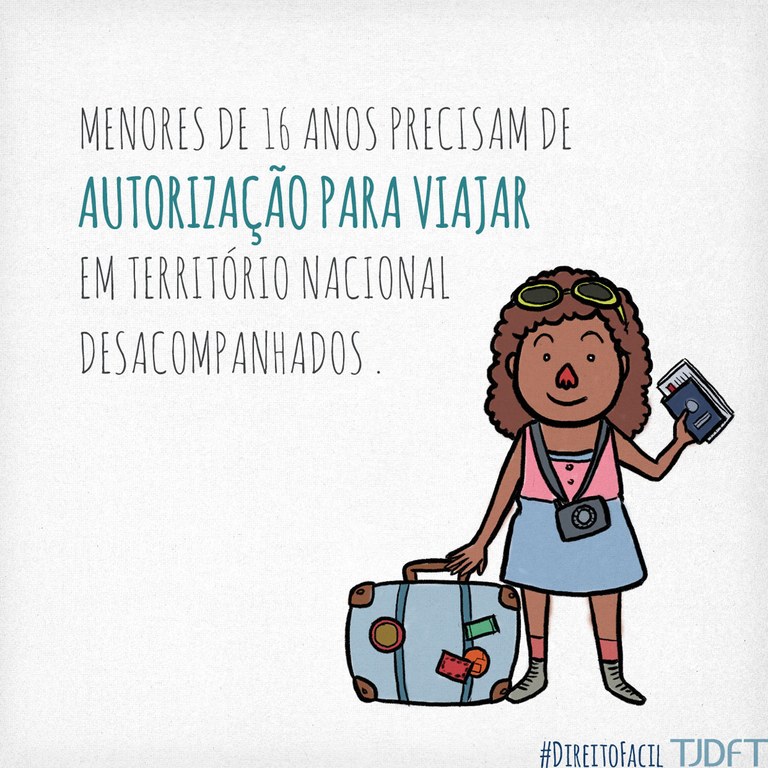 MENORES DE 16 ANOS PRECISAM DE
AUTORIZAÇÃO PARA VIAJAR
EM TERRITÓRIO NACIONAL
DESACOMPANHADOS .
#DIREITOFACIL TJDFT